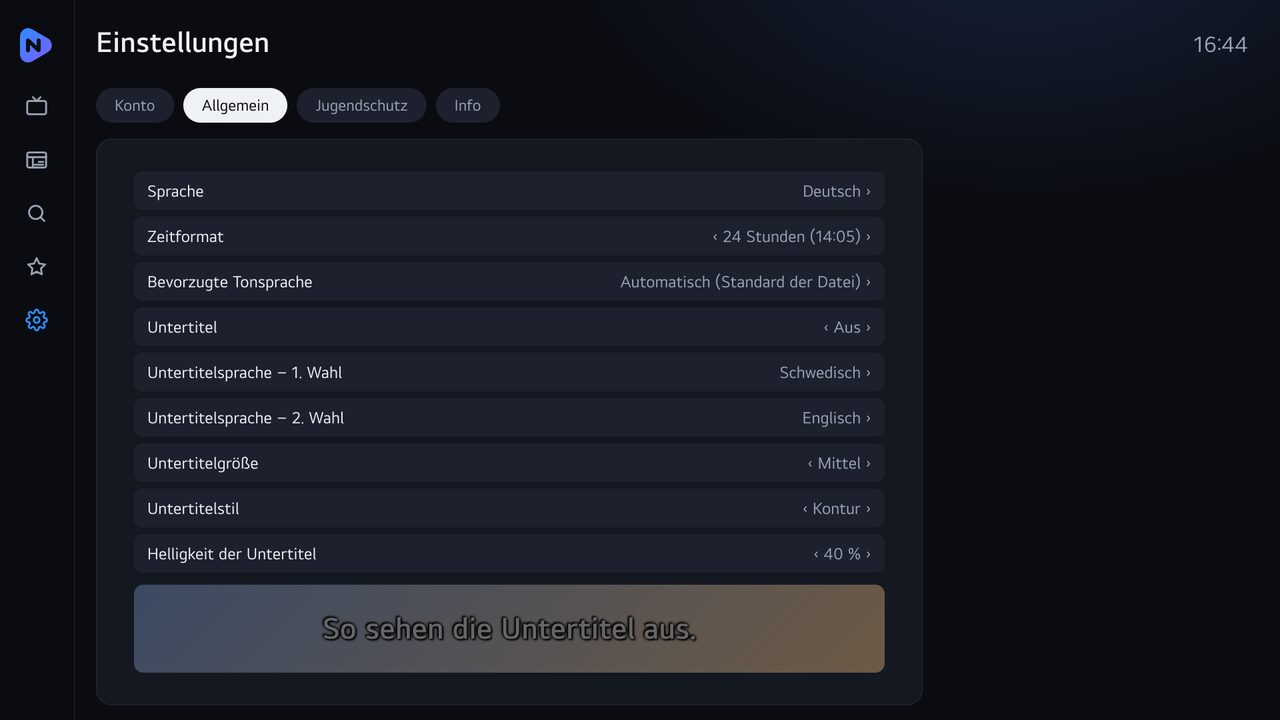 N
Einstellungen
16:44
Konto
Allgemein
Jugendschutz
Info
Sprache
Deutsch ›
Zeitformat
‹ 24 Stunden (14:05) ›
Bevorzugte Tonsprache
Automatisch (Standard der Datei) ›
Untertitel
‹ Aus ›
Untertitelsprache – 1. Wahl
Schwedisch ›
Untertitelsprache – 2. Wahl
Englisch ›
Untertitelgröße
‹ Mittel ›
Untertitelstil
‹ Kontur ›
Helligkeit der Untertitel
‹ 40 % ›
So sehen die Untertitel aus.